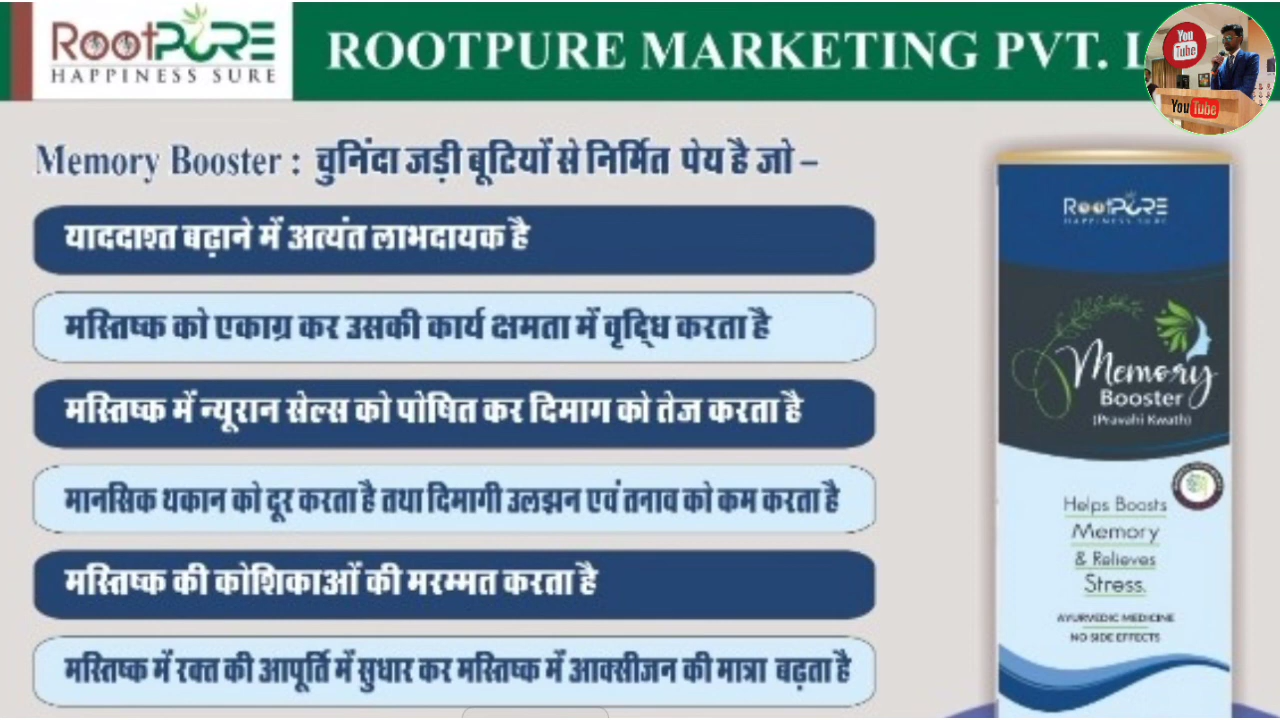 RootPURE
HAPPINESS SURE
ROOTPURE MARKETING PVT. L
You
Tube
YouTube
Memory Booster : चुनिंदा जड़ी बूटियों से निर्मित पेय है जो –
याददाश्त बढ़ाने में अत्यंत लाभदायक है
मस्तिष्क को एकाग्र कर उसकी कार्य क्षमता में वृद्धि करता है
मस्तिष्क में न्यूरान सेल्स को पोषित कर दिमाग को तेज करता है
मानसिक थकान को दूर करता है तथा दिमागी उलझन एवं तनाव को कम करता है
मस्तिष्क की कोशिकाओं की मरम्मत करता है
मस्तिष्क में रक्त की आपूर्ति में सुधार कर मस्तिष्क में आक्सीजन की मात्रा बढ़ता है
RootPURE
HAPPINESS SURE
Memory
Booster
(Pravahi Kwath)
Helps Boosts
Memory
& Relieves
Stress.
AYURVEDIC MEDICINE
NO SIDE EFFECTS